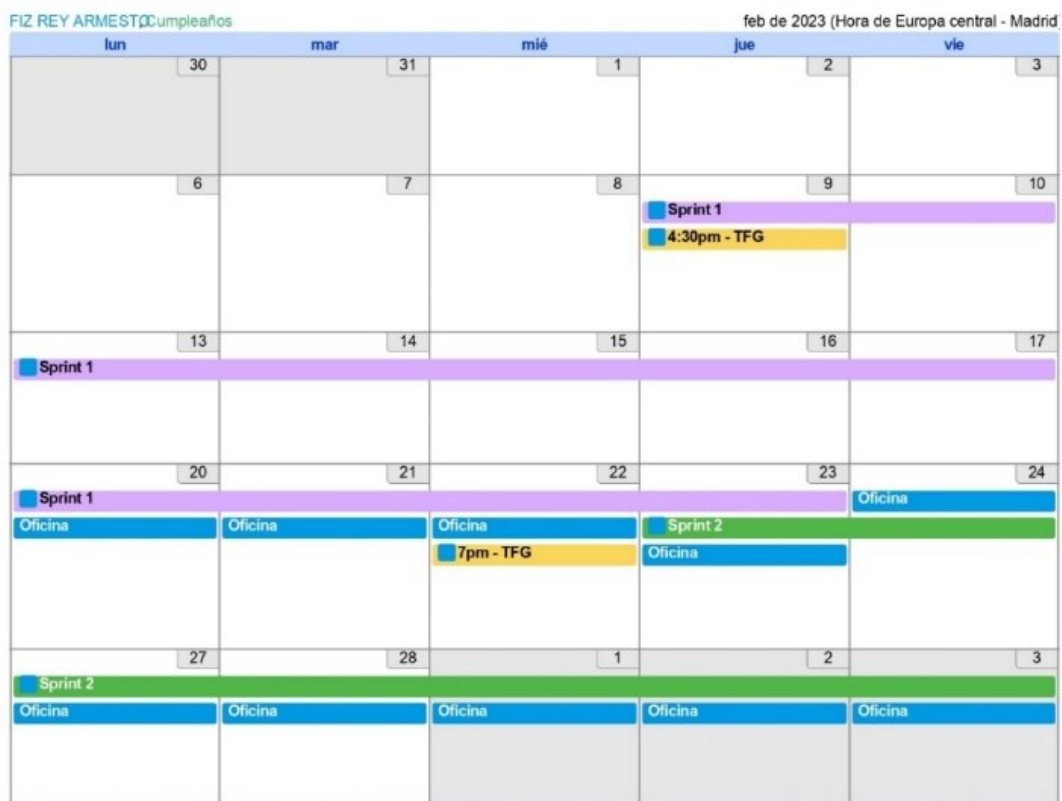 FIZ REY ARMESTO, Cumpleaños feb de 2023 (Hora de Europa central - Madrid
lun mar mié jue vie
30 31 1 2 3
6 7 8 9 10
Sprint 1
4:30pm - TFG
13 14 15 16 17
Sprint 1
20 21 22 23 24
Sprint 1 Oficina
Oficina Oficina Oficina Sprint 2
7pm - TFG Oficina
27 28 1 2 3
Sprint 2
Oficina Oficina Oficina Oficina Oficina